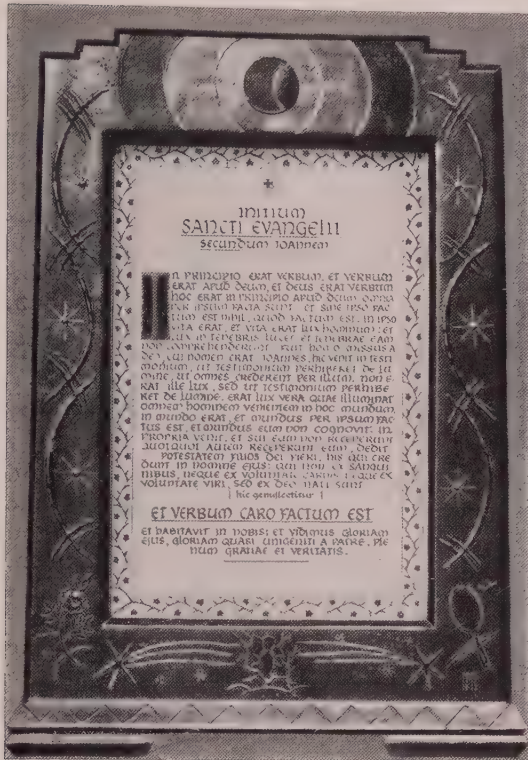 INITIUM
SANCTI EVANGELII
SECUNDUM IOANNEM
IN PRINCIPIO ERAT VERBUM, ET VERBUM
ERAT APUD DEUM, ET DEUS ERAT VERBUM
HOC ERAT IN PRINCIPIO APUD DEUM OMNIA
PER IPSUM FACTA SUNT ET SINE IPSO FAC
TUM EST NIHIL, QUOD FACTUM EST. IN IPSO
VITA ERAT, ET VITA ERAT LUX HOMINUM: ET
LUX IN TENEBRIS LUCET ET TENEBRAE EAM
NON COMPREHENDERUNT. FUIT HOMO MISSUS A
DEO CUI NOMEN ERAT IOANNES, HIC VENIT IN TESTI
MONIUM, UT TESTIMONIUM PERHIBERET DE LU
MINE, UT OMNES CREDERENT PER ILLUM. NON E
RAT ILLE LUX, SED UT TESTIMONIUM PERHIBE
RET DE LUMINE. ERAT LUX VERA QUAE ILLUMINAT
OMNEM HOMINEM VENIENTEM IN HOC MUNDUM,
IN MUNDO ERAT, ET MUNDUS PER IPSUM FAC
TUS EST, ET MUNDUS EUM NON COGNOVIT. IN
PROPRIA VENIT, ET SUI EUM NON RECEPERUNT
QUOTQUOT AUTEM RECEPERUNT EUM, DEDIT
POTESTATEM FILIOS DEI FIERI, HIS QUI CRE
DUNT IN NOMINE EJUS: QUI NON EX SANGUI
NIBUS, NEQUE EX VOLUNTATE CARNIS NEQUE EX
VOLUNTATE VIRI, SED EX DEO NATI SUNT
[ hic genuflectitur ]
ET VERBUM CARO FACTUM EST
ET HABITAVIT IN NOBIS; ET VIDIMUS GLORIAM
EJUS, GLORIAM QUASI UNIGENITI A PATRE, PLE
NUM GRATIAE ET VERITATIS.